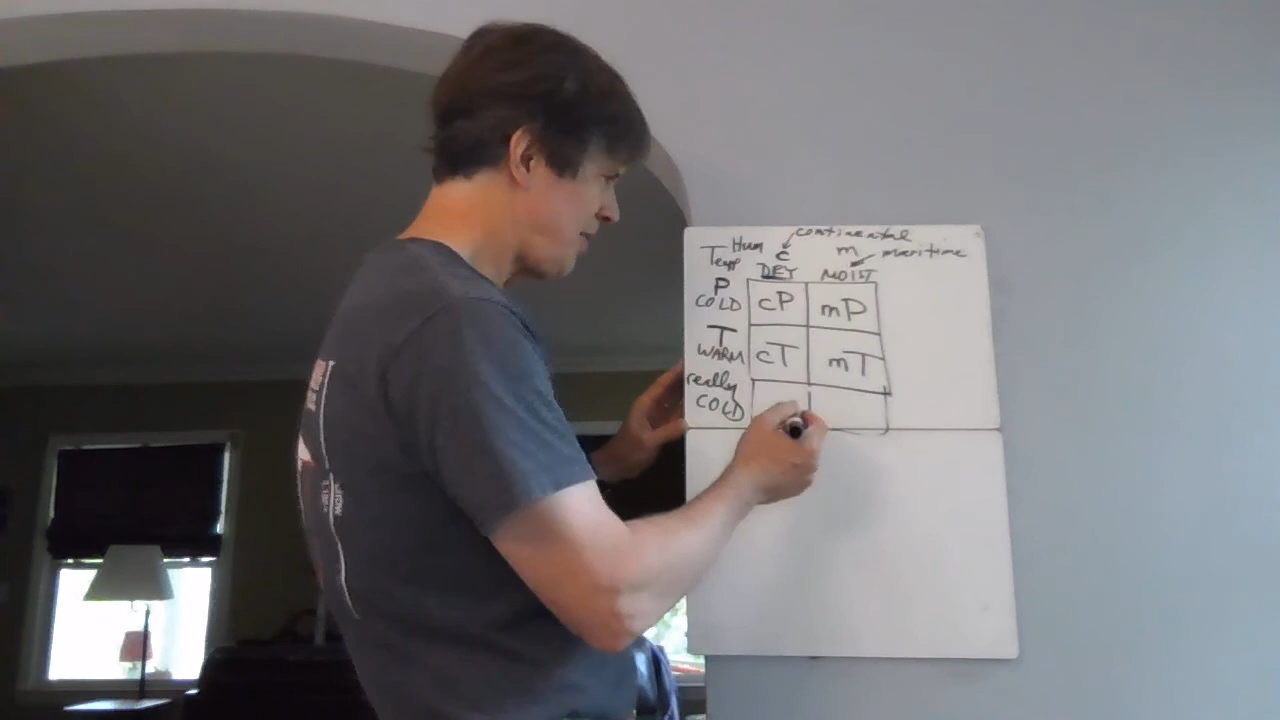 continental
Hum c m maritime
Temp DRY MOIST
P
COLD cP mP
T
WARM cT mT
really
COLD